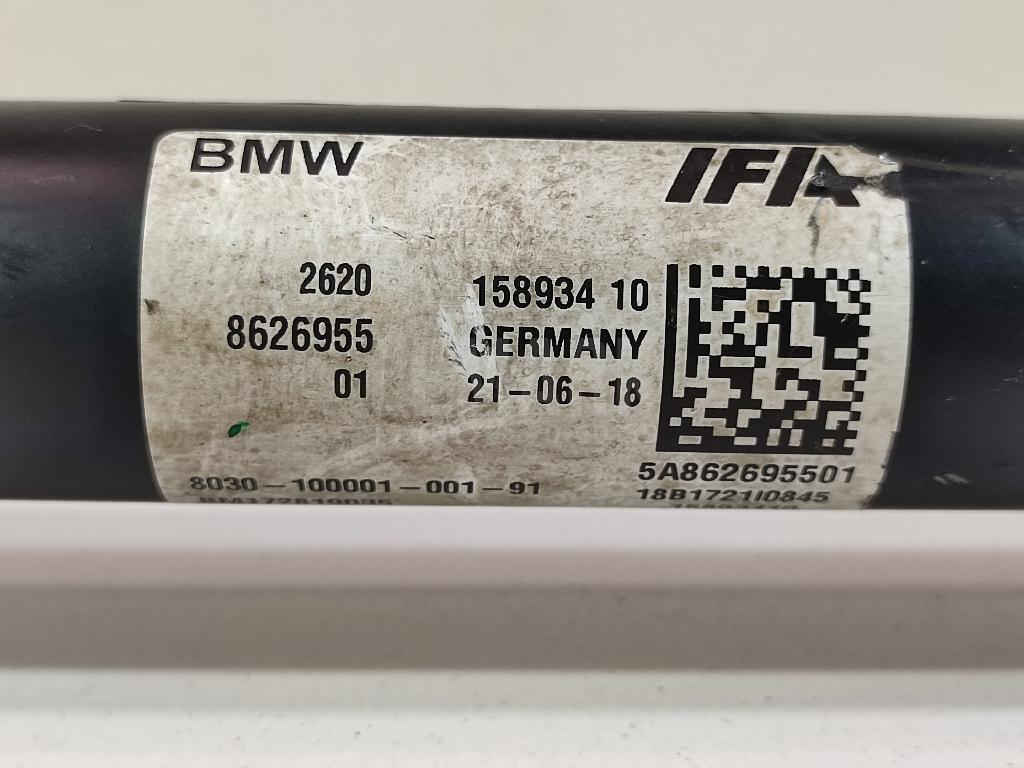 BMW
IFA
2620
8626955
01
158934 10
GERMANY
21-06-18
5A862695501
8030-100001-001-91
18B1721I0845